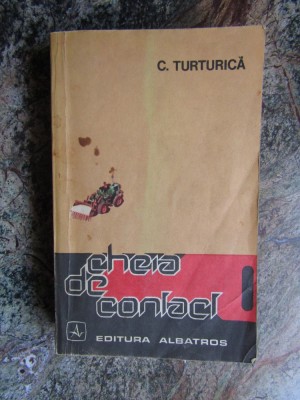 C. TURTURICĂ
cheia
de
contact
EDITURA ALBATROS